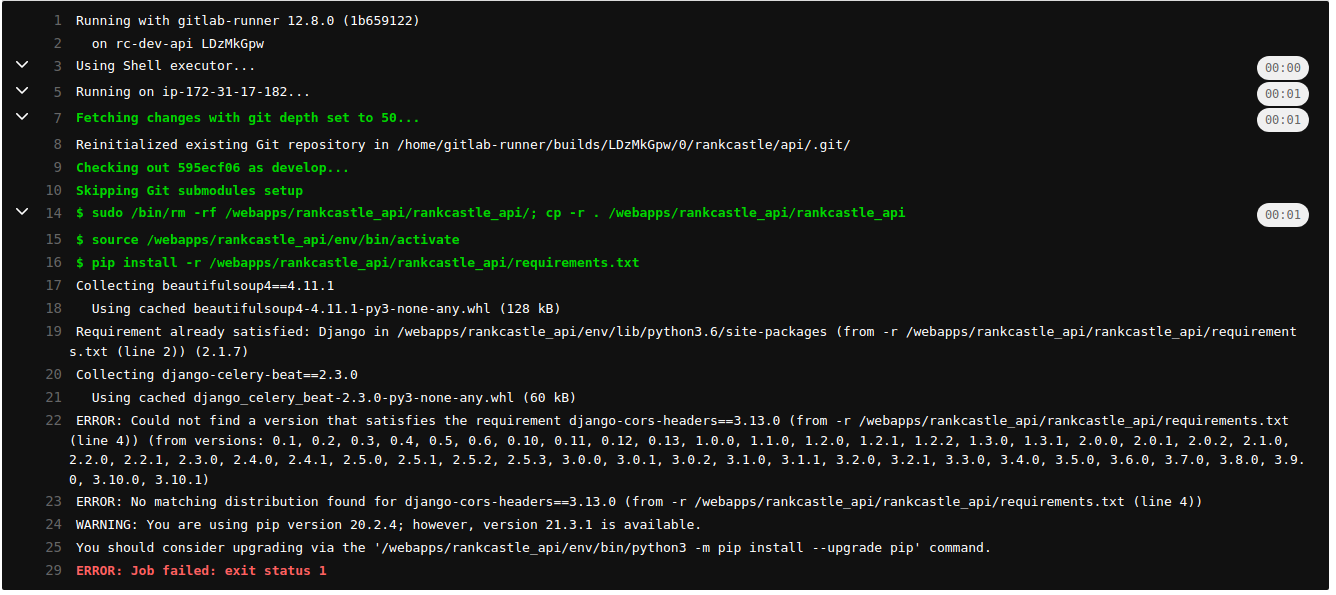 1 Running with gitlab-runner 12.8.0 (1b659122)
2 on rc-dev-api LDzMkGpw
3 Using Shell executor... 00:00
5 Running on ip-172-31-17-182... 00:01
7 Fetching changes with git depth set to 50... 00:01
8 Reinitialized existing Git repository in /home/gitlab-runner/builds/LDzMkGpw/0/rankcastle/api/.git/
9 Checking out 595ecf06 as develop...
10 Skipping Git submodules setup
14 $ sudo /bin/rm -rf /webapps/rankcastle_api/rankcastle_api/; cp -r . /webapps/rankcastle_api/rankcastle_api 00:01
15 $ source /webapps/rankcastle_api/env/bin/activate
16 $ pip install -r /webapps/rankcastle_api/rankcastle_api/requirements.txt
17 Collecting beautifulsoup4==4.11.1
18 Using cached beautifulsoup4-4.11.1-py3-none-any.whl (128 kB)
19 Requirement already satisfied: Django in /webapps/rankcastle_api/env/lib/python3.6/site-packages (from -r /webapps/rankcastle_api/rankcastle_api/requirement
s.txt (line 2)) (2.1.7)
20 Collecting django-celery-beat==2.3.0
21 Using cached django_celery_beat-2.3.0-py3-none-any.whl (60 kB)
22 ERROR: Could not find a version that satisfies the requirement django-cors-headers==3.13.0 (from -r /webapps/rankcastle_api/rankcastle_api/requirements.txt
(line 4)) (from versions: 0.1, 0.2, 0.3, 0.4, 0.5, 0.6, 0.10, 0.11, 0.12, 0.13, 1.0.0, 1.1.0, 1.2.0, 1.2.1, 1.2.2, 1.3.0, 1.3.1, 2.0.0, 2.0.1, 2.0.2, 2.1.0,
2.2.0, 2.2.1, 2.3.0, 2.4.0, 2.4.1, 2.5.0, 2.5.1, 2.5.2, 2.5.3, 3.0.0, 3.0.1, 3.0.2, 3.1.0, 3.1.1, 3.2.0, 3.2.1, 3.3.0, 3.4.0, 3.5.0, 3.6.0, 3.7.0, 3.8.0, 3.9.
0, 3.10.0, 3.10.1)
23 ERROR: No matching distribution found for django-cors-headers==3.13.0 (from -r /webapps/rankcastle_api/rankcastle_api/requirements.txt (line 4))
24 WARNING: You are using pip version 20.2.4; however, version 21.3.1 is available.
25 You should consider upgrading via the '/webapps/rankcastle_api/env/bin/python3 -m pip install --upgrade pip' command.
29 ERROR: Job failed: exit status 1